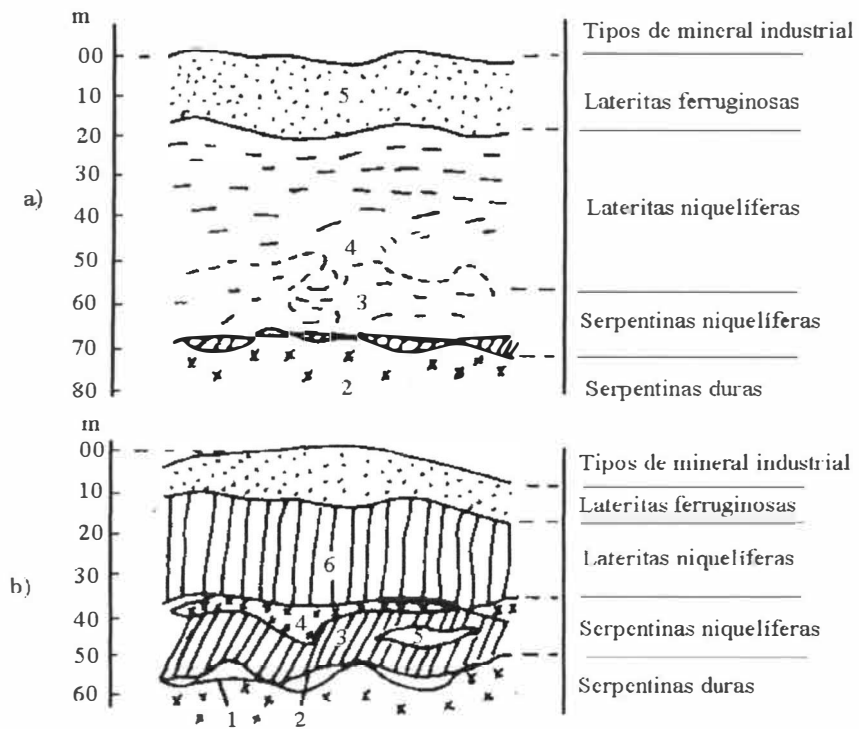 m
Tipos de mineral industrial
00
10
5
Lateritas ferruginosas
20
30
a)
40
Lateritas niquelíferas
4
50
60
3
Serpentinas niquelíferas
70
80
2
Serpentinas duras
m
00
Tipos de mineral industrial
10
Lateritas ferruginosas
20
6
Lateritas niquelíferas
30
b)
40
4
3
5
Serpentinas niquelíferas
50
60
Serpentinas duras
1
2